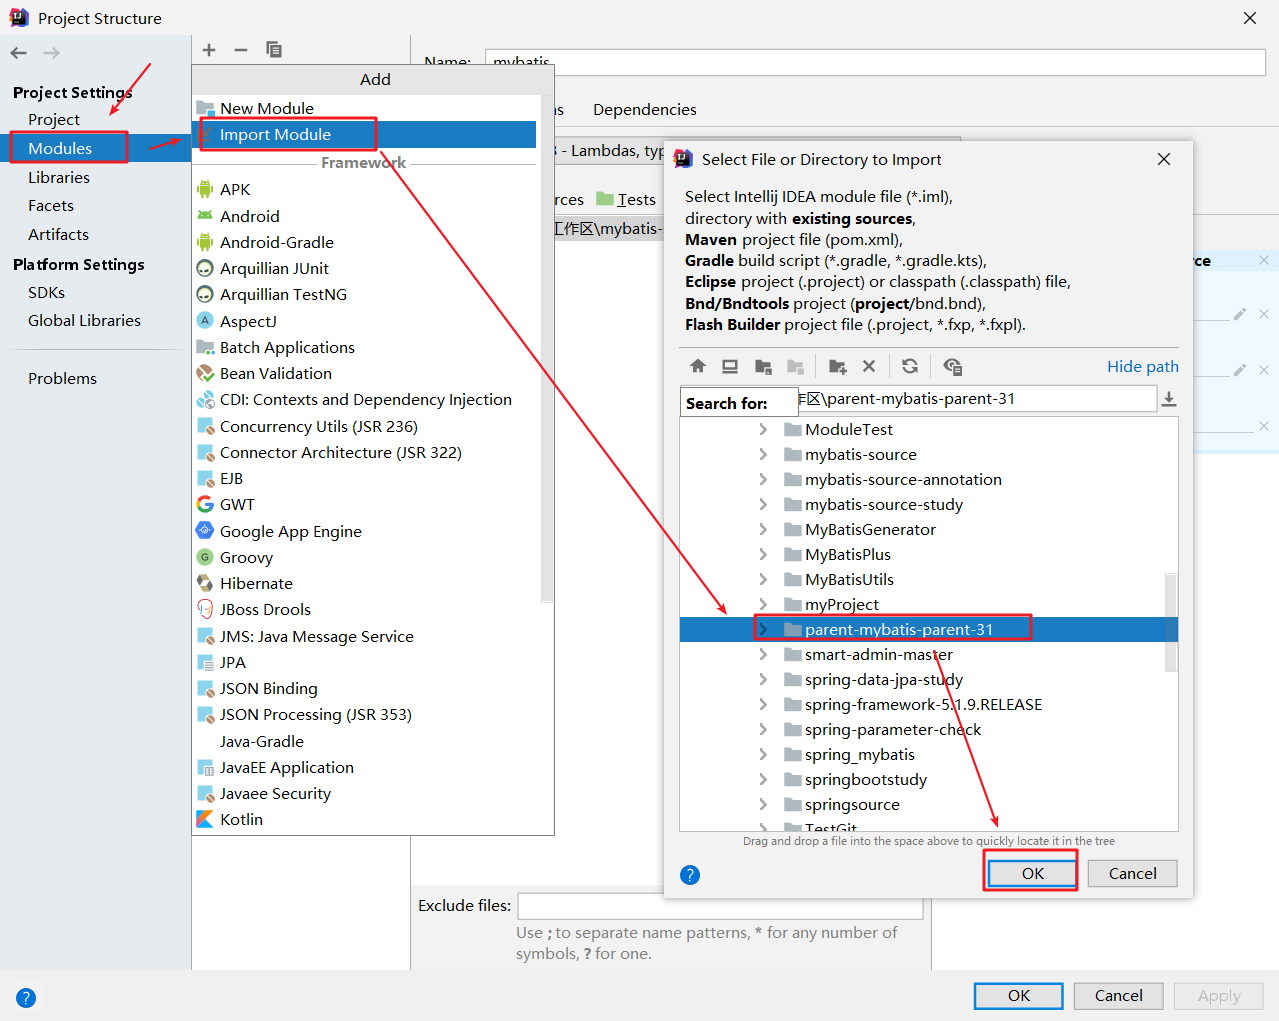 Project Structure
Name:
mybatis
Add
Project Settings
Project
Modules
Libraries
Facets
Artifacts
Platform Settings
SDKs
Global Libraries
Problems
New Module
Import Module
Framework
APK
Android
Android-Gradle
Arquillian JUnit
Arquillian TestNG
AspectJ
Batch Applications
Bean Validation
CDI: Contexts and Dependency Injection
Concurrency Utils (JSR 236)
Connector Architecture (JSR 322)
EJB
GWT
Google App Engine
Groovy
Hibernate
JBoss Drools
JMS: Java Message Service
JPA
JSON Binding
JSON Processing (JSR 353)
Java-Gradle
JavaEE Application
Javaee Security
Kotlin
Dependencies
- Lambdas, typ
rces
Tests
工作区\mybatis-
Select File or Directory to Import
Select Intellij IDEA module file (*.iml),
directory with existing sources,
Maven project file (pom.xml),
Gradle build script (*.gradle, *.gradle.kts),
Eclipse project (.project) or classpath (.classpath) file,
Bnd/Bndtools project (project/bnd.bnd),
Flash Builder project file (.project, *.fxp, *.fxpl).
Hide path
Search for:
区\parent-mybatis-parent-31
ModuleTest
mybatis-source
mybatis-source-annotation
mybatis-source-study
MyBatisGenerator
MyBatisPlus
MyBatisUtils
myProject
parent-mybatis-parent-31
smart-admin-master
spring-data-jpa-study
spring-framework-5.1.9.RELEASE
spring-parameter-check
spring_mybatis
springbootstudy
springsource
TestGit
Drag and drop a file into the space above to quickly locate it in the tree
OK
Cancel
Exclude files:
Use ; to separate name patterns, * for any number of
symbols, ? for one.
OK
Cancel
Apply